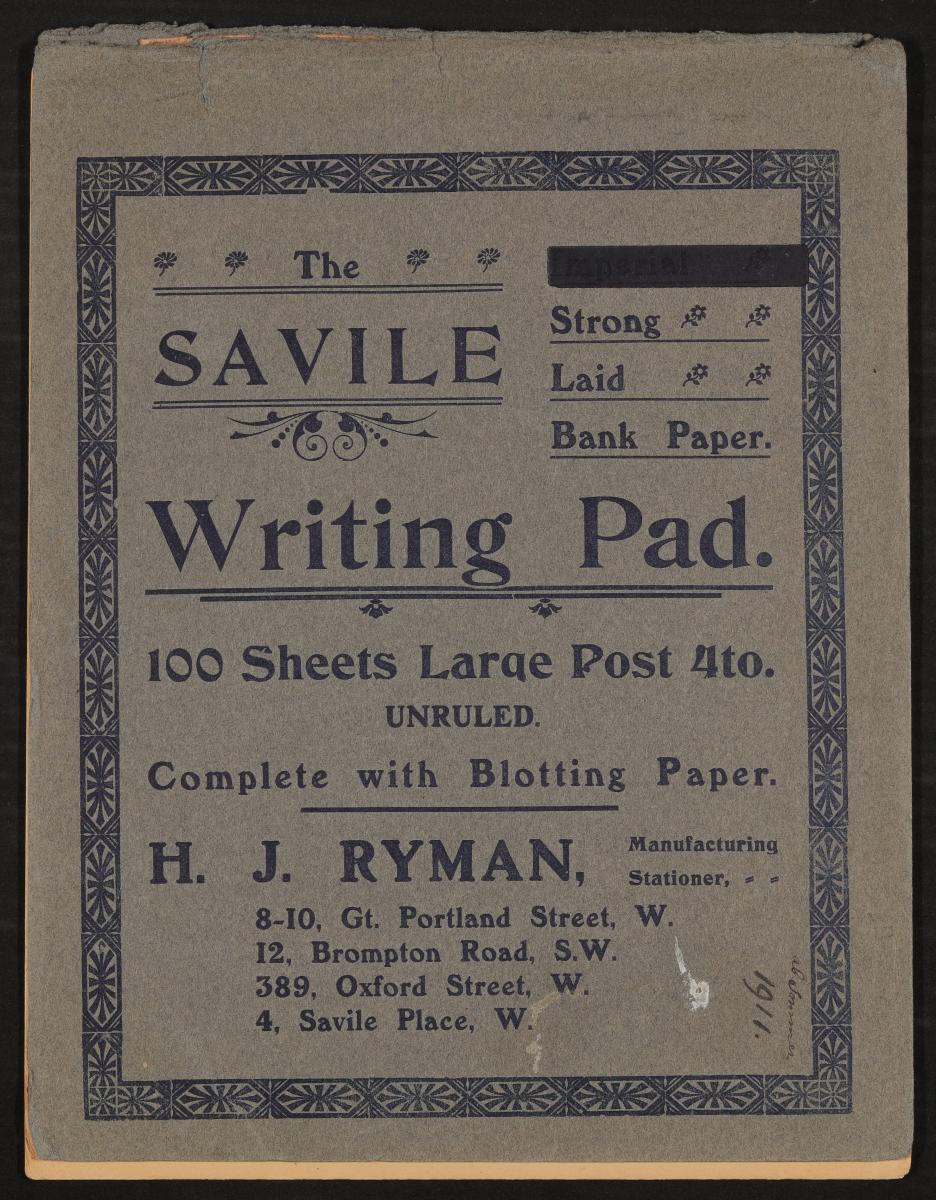 The
SAVILE
Imperial
Strong
Laid
Bank Paper.
Writing Pad.
100 Sheets Large Post 4to.
UNRULED.
Complete with Blotting Paper.
H. J. RYMAN,
Manufacturing
Stationer,
8-10, Gt. Portland Street, W.
12, Brompton Road, S.W.
389, Oxford Street, W.
4, Savile Place, W.
1911.